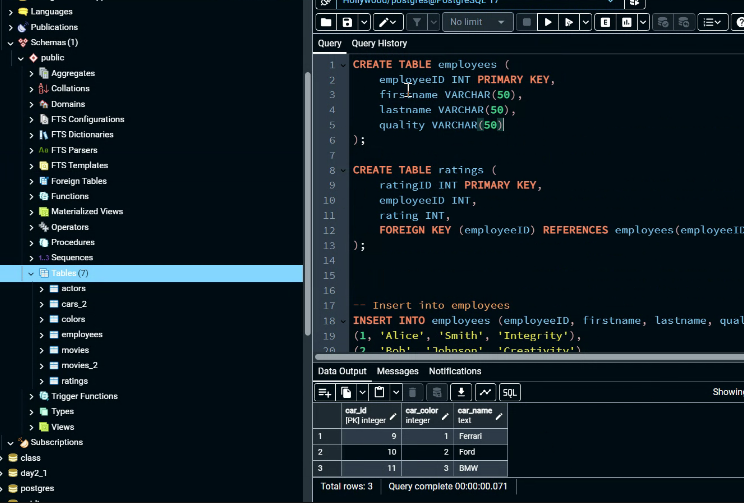 Hollywood/postgres@PostgreSQL 17
Languages
Publications
Schemas (1)
public
Aggregates
Collations
Domains
FTS Configurations
FTS Dictionaries
FTS Parsers
FTS Templates
Foreign Tables
Functions
Materialized Views
Operators
Procedures
1..3 Sequences
Tables (7)
actors
cars_2
colors
employees
movies
movies_2
ratings
Trigger Functions
Types
Views
Subscriptions
class
day2_1
postgres
No limit
E
Query Query History
1 CREATE TABLE employees (
2 employeeID INT PRIMARY KEY,
3 firstname VARCHAR(50),
4 lastname VARCHAR(50),
5 quality VARCHAR(50)
6 );
7
8 CREATE TABLE ratings (
9 ratingID INT PRIMARY KEY,
10 employeeID INT,
11 rating INT,
12 FOREIGN KEY (employeeID) REFERENCES employees(employeeID
13 );
14
15
16
17 -- Insert into employees
18 INSERT INTO employees (employeeID, firstname, lastname, qual
19 (1, 'Alice', 'Smith', 'Integrity'),
20 (2, 'Bob', 'Johnson', 'Creativity')
Data Output Messages Notifications
SQL
Showing
car_id [PK] integer car_color integer car_name text
1 9 1 Ferrari
2 10 2 Ford
3 11 3 BMW
Total rows: 3 Query complete 00:00:00.071